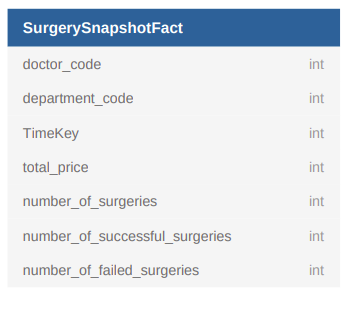 SurgerySnapshotFact
doctor_code int
department_code int
TimeKey int
total_price int
number_of_surgeries int
number_of_successful_surgeries int
number_of_failed_surgeries int